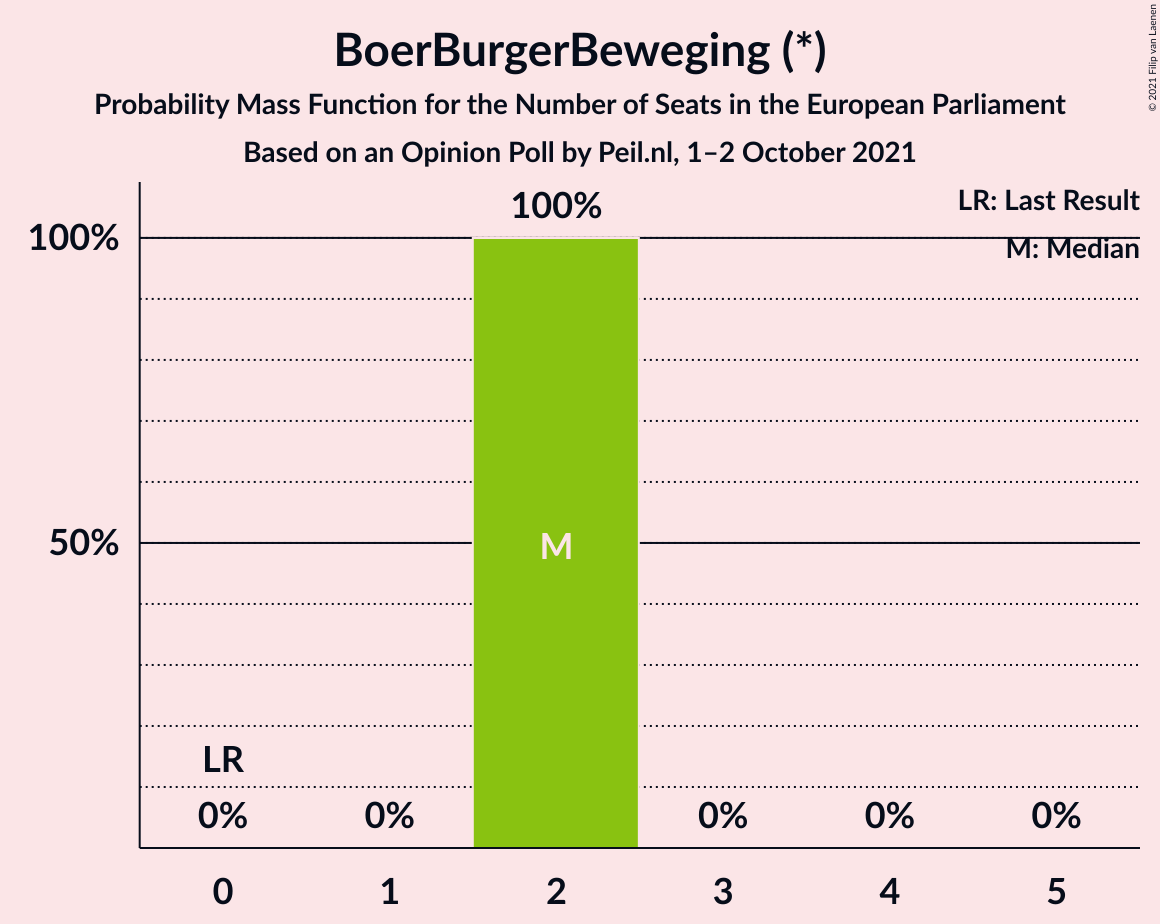 BoerBurgerBeweging (*)
Probability Mass Function for the Number of Seats in the European Parliament
Based on an Opinion Poll by Peil.nl, 1–2 October 2021
© 2021 Filip van Laenen
LR: Last Result
M: Median
100%
100%
50%
M
LR
0%
0%
0%
0%
0%
0
1
2
3
4
5